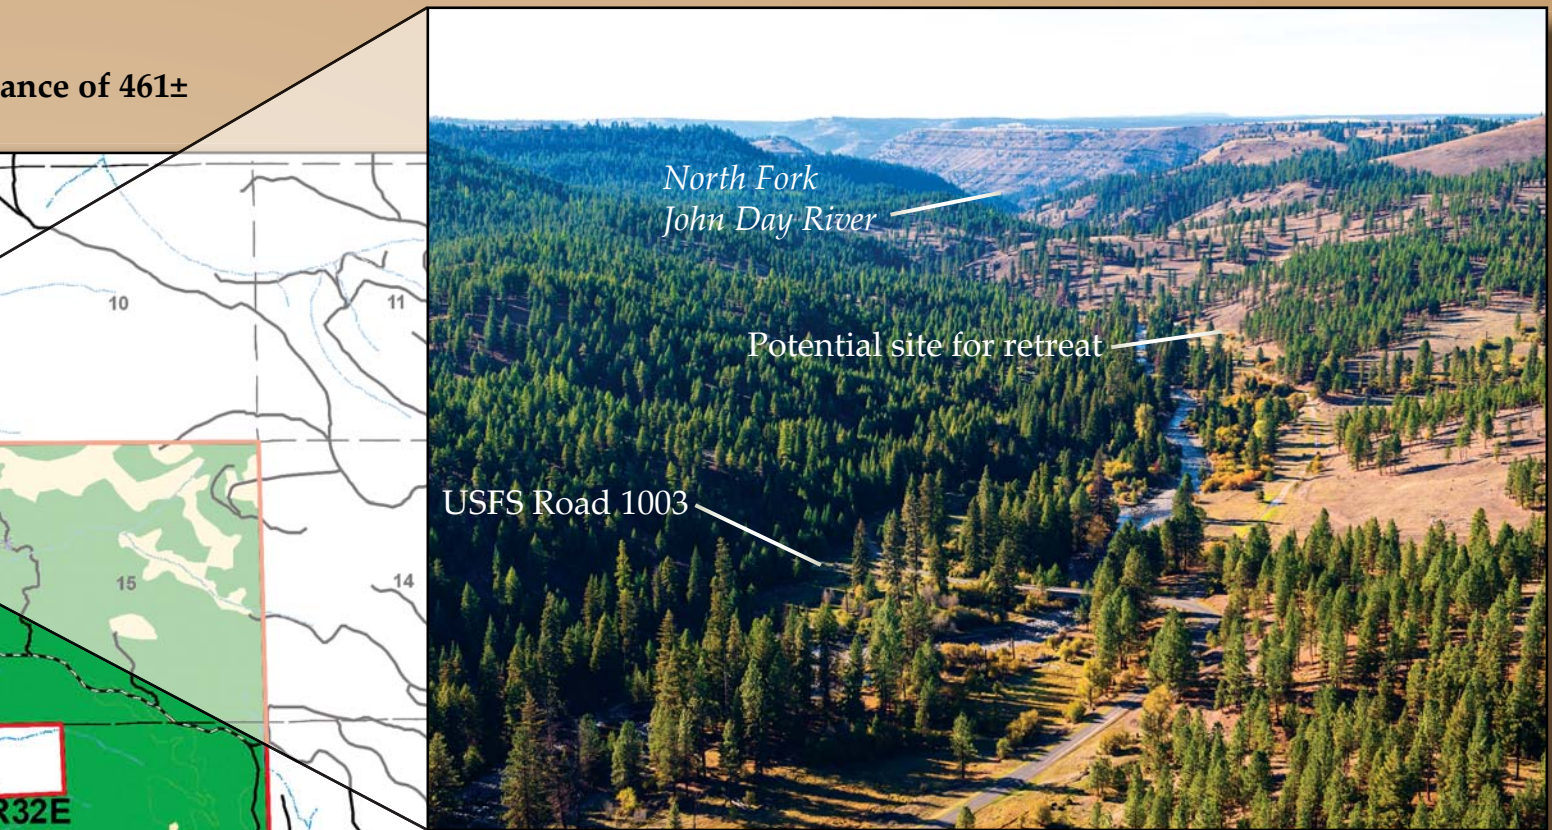 ance of 461±
North Fork
John Day River
Potential site for retreat
USFS Road 1003
10
11
15
14
R32E